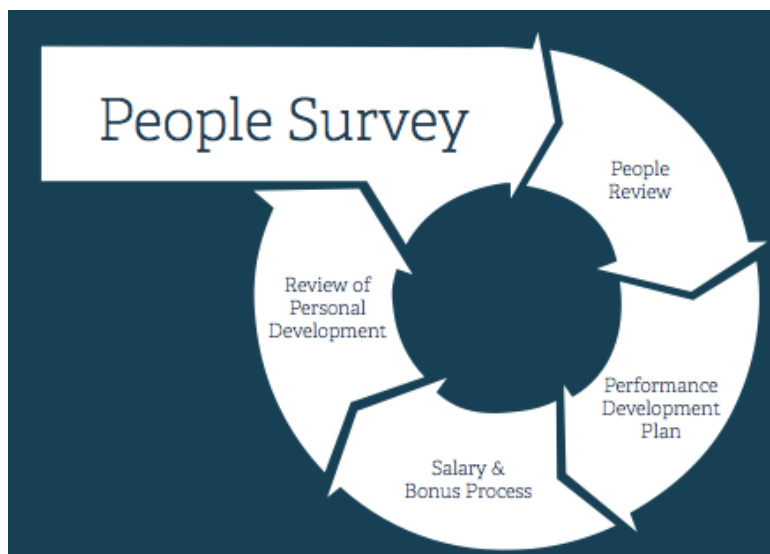 People Survey
People
Review
Performance
Development
Plan
Salary &
Bonus Process
Review of
Personal
Development